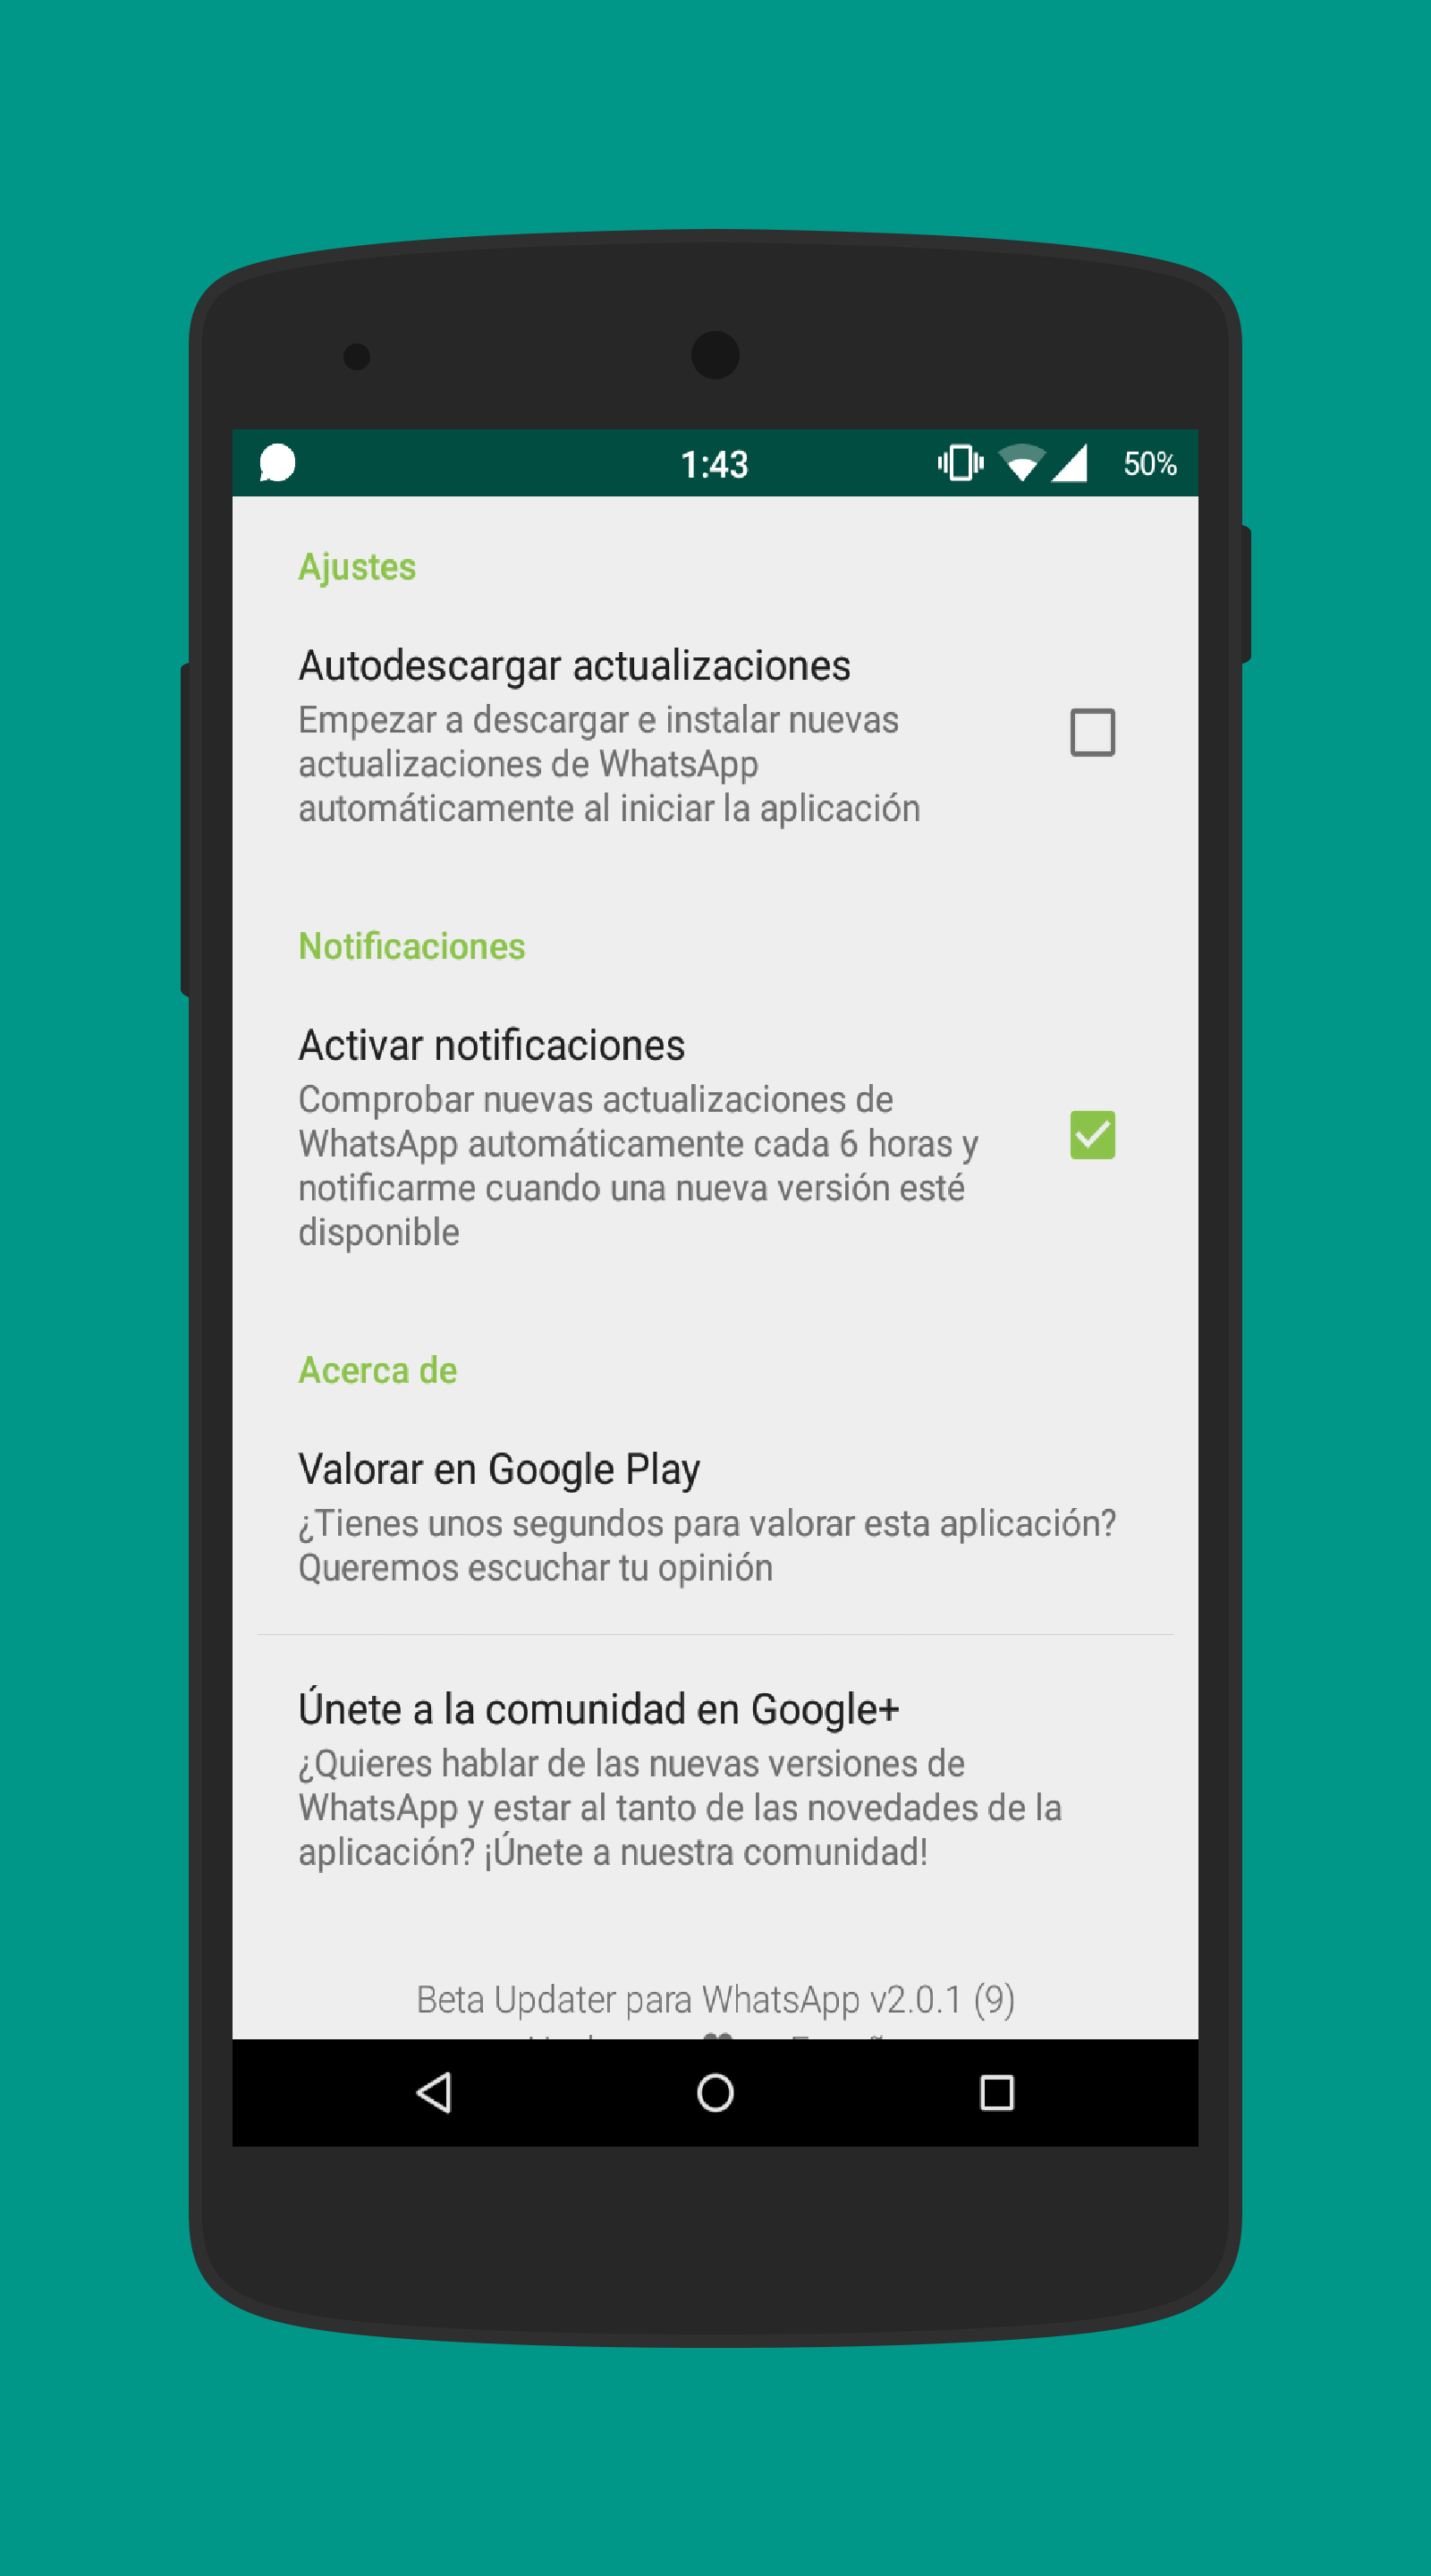 1:43
50%
Ajustes
Autodescargar actualizaciones
Empezar a descargar e instalar nuevas
actualizaciones de WhatsApp
automáticamente al iniciar la aplicación
Notificaciones
Activar notificaciones
Comprobar nuevas actualizaciones de
WhatsApp automáticamente cada 6 horas y
notificarme cuando una nueva versión esté
disponible
Acerca de
Valorar en Google Play
¿Tienes unos segundos para valorar esta aplicación?
Queremos escuchar tu opinión
Únete a la comunidad en Google+
¿Quieres hablar de las nuevas versiones de
WhatsApp y estar al tanto de las novedades de la
aplicación? ¡Únete a nuestra comunidad!
Beta Updater para WhatsApp v2.0.1 (9)